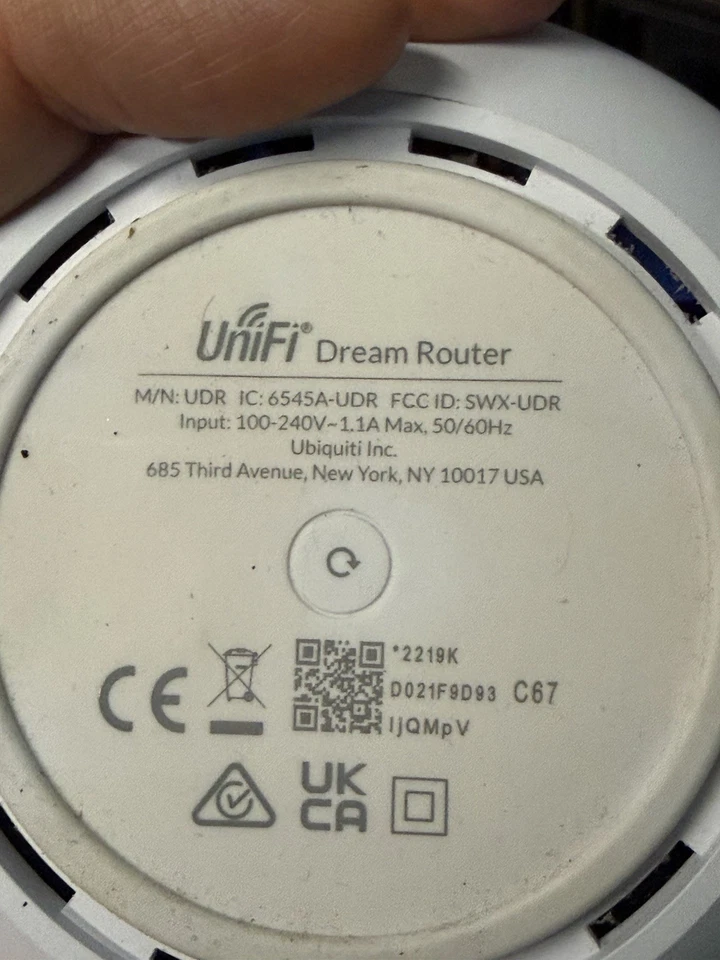 UniFi® Dream Router
M/N: UDR IC: 6545A-UDR FCC ID: SWX-UDR
Input: 100-240V~1.1A Max, 50/60Hz
Ubiquiti Inc.
685 Third Avenue, New York, NY 10017 USA
*2219K
D021F9D93 C67
IjQMpV
CE
UK
CA